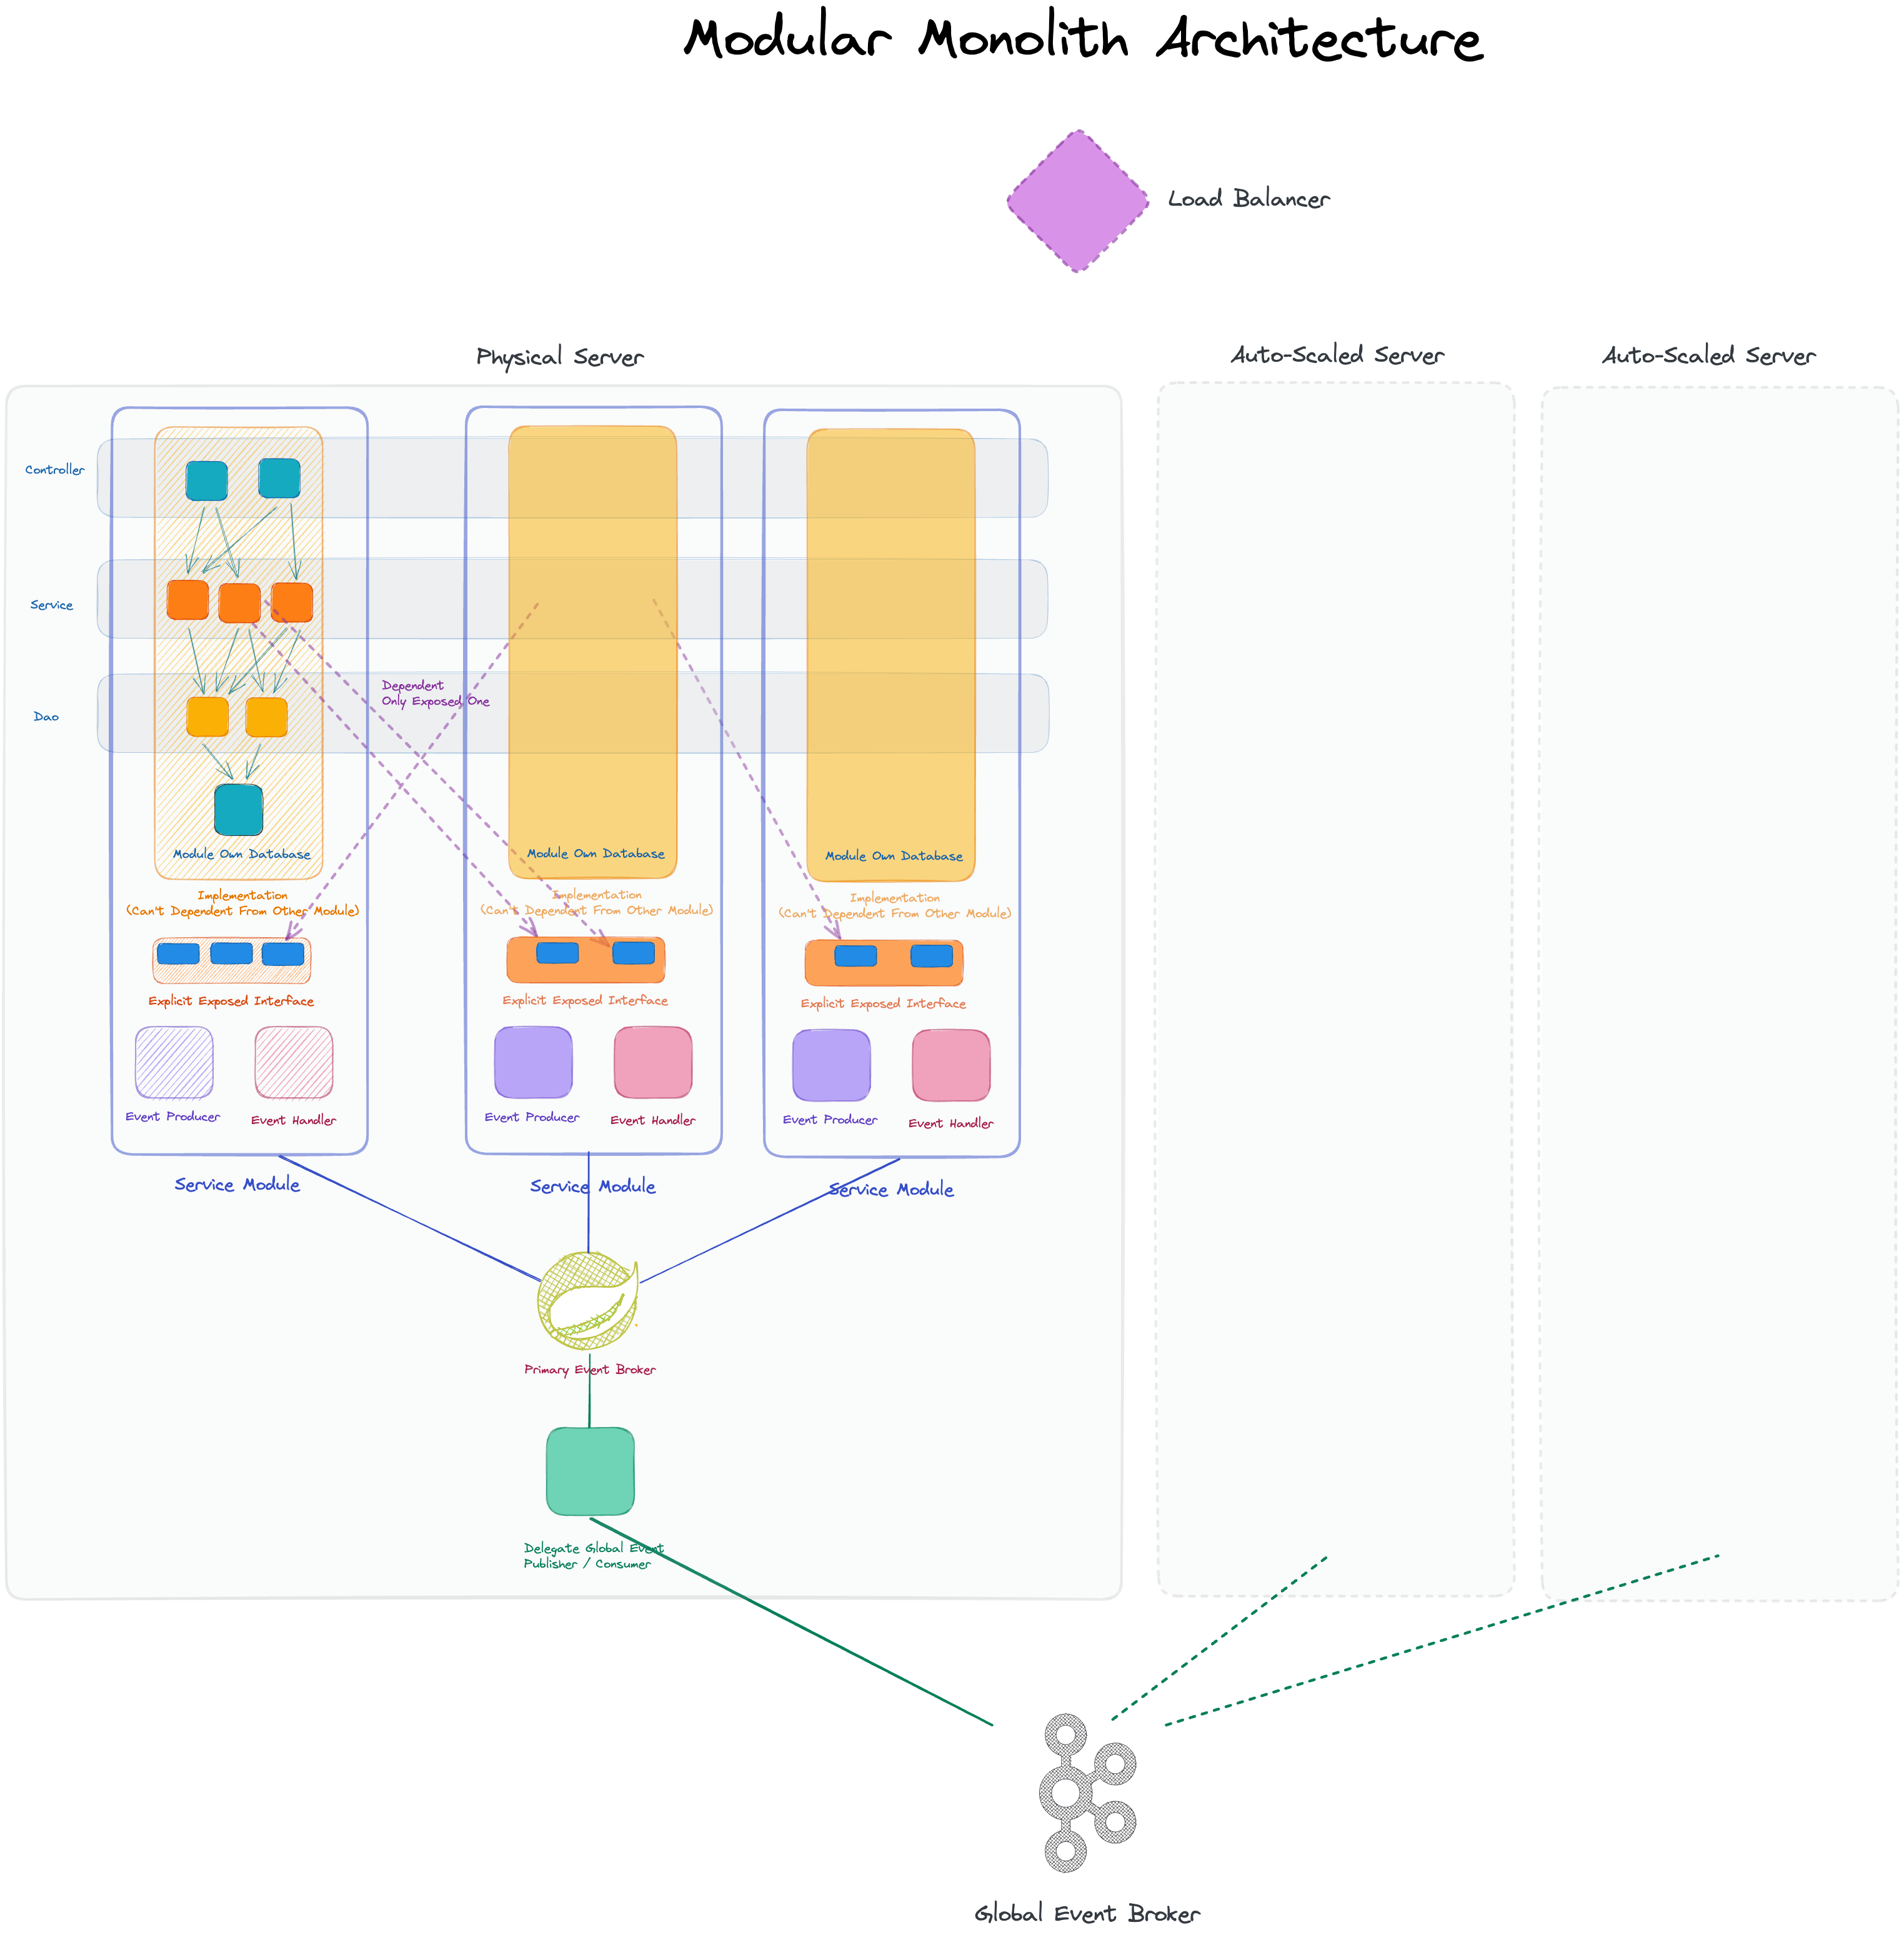 Modular Monolith Architecture
Load Balancer
Physical Server
Auto-Scaled Server
Auto-Scaled Server
Controller
Service
Dao
Dependent
Only Exposed One
Module Own Database
Module Own Database
Module Own Database
Implementation
(Can't Dependent From Other Module)
Implementation
(Can't Dependent From Other Module)
Implementation
(Can't Dependent From Other Module)
Explicit Exposed Interface
Explicit Exposed Interface
Explicit Exposed Interface
Event Producer
Event Handler
Event Producer
Event Handler
Event Producer
Event Handler
Service Module
Service Module
Service Module
Primary Event Broker
Delegate Global Event
Publisher / Consumer
Global Event Broker